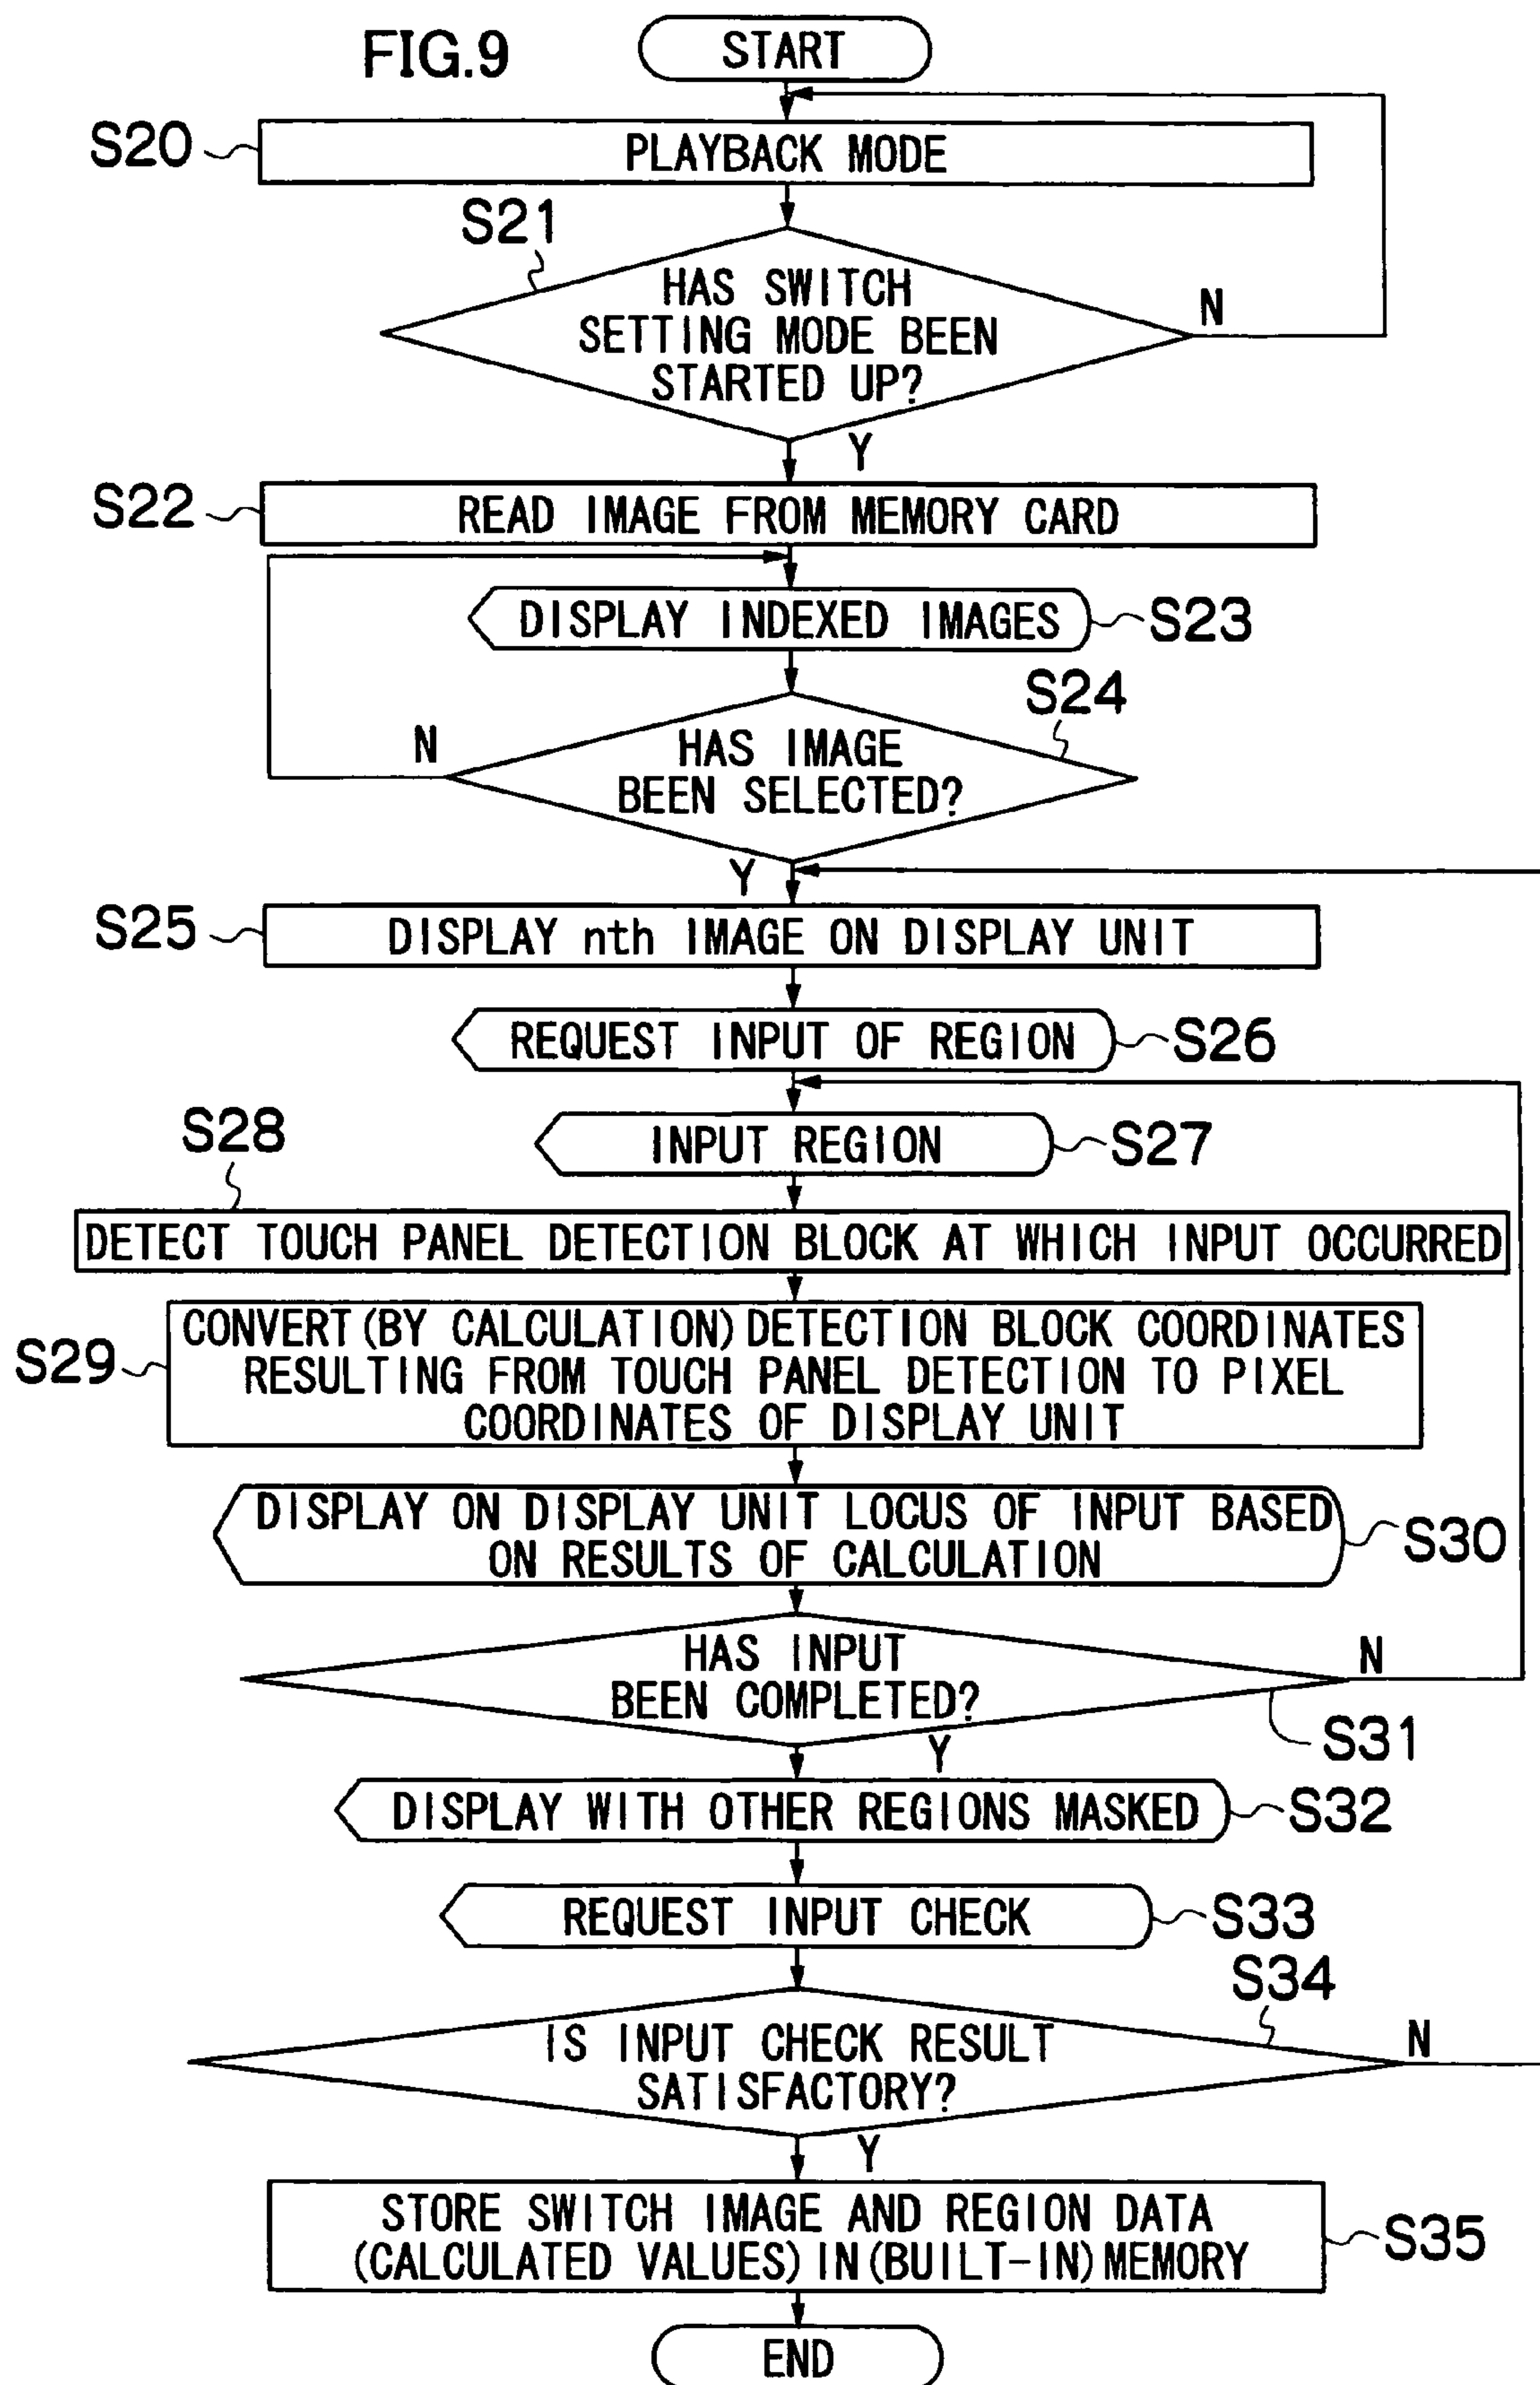 FIG.9
START
S20
PLAYBACK MODE
S21
HAS SWITCH
SETTING MODE BEEN
STARTED UP?
N
Y
S22
READ IMAGE FROM MEMORY CARD
DISPLAY INDEXED IMAGES
S23
S24
N
HAS IMAGE
BEEN SELECTED?
Y
S25
DISPLAY nth IMAGE ON DISPLAY UNIT
REQUEST INPUT OF REGION
S26
INPUT REGION
S27
S28
DETECT TOUCH PANEL DETECTION BLOCK AT WHICH INPUT OCCURRED
S29
CONVERT (BY CALCULATION) DETECTION BLOCK COORDINATES
RESULTING FROM TOUCH PANEL DETECTION TO PIXEL
COORDINATES OF DISPLAY UNIT
DISPLAY ON DISPLAY UNIT LOCUS OF INPUT BASED
ON RESULTS OF CALCULATION
S30
HAS INPUT
BEEN COMPLETED?
N
S31
Y
DISPLAY WITH OTHER REGIONS MASKED
S32
REQUEST INPUT CHECK
S33
S34
IS INPUT CHECK RESULT
SATISFACTORY?
N
Y
STORE SWITCH IMAGE AND REGION DATA
(CALCULATED VALUES) IN (BUILT-IN) MEMORY
S35
END